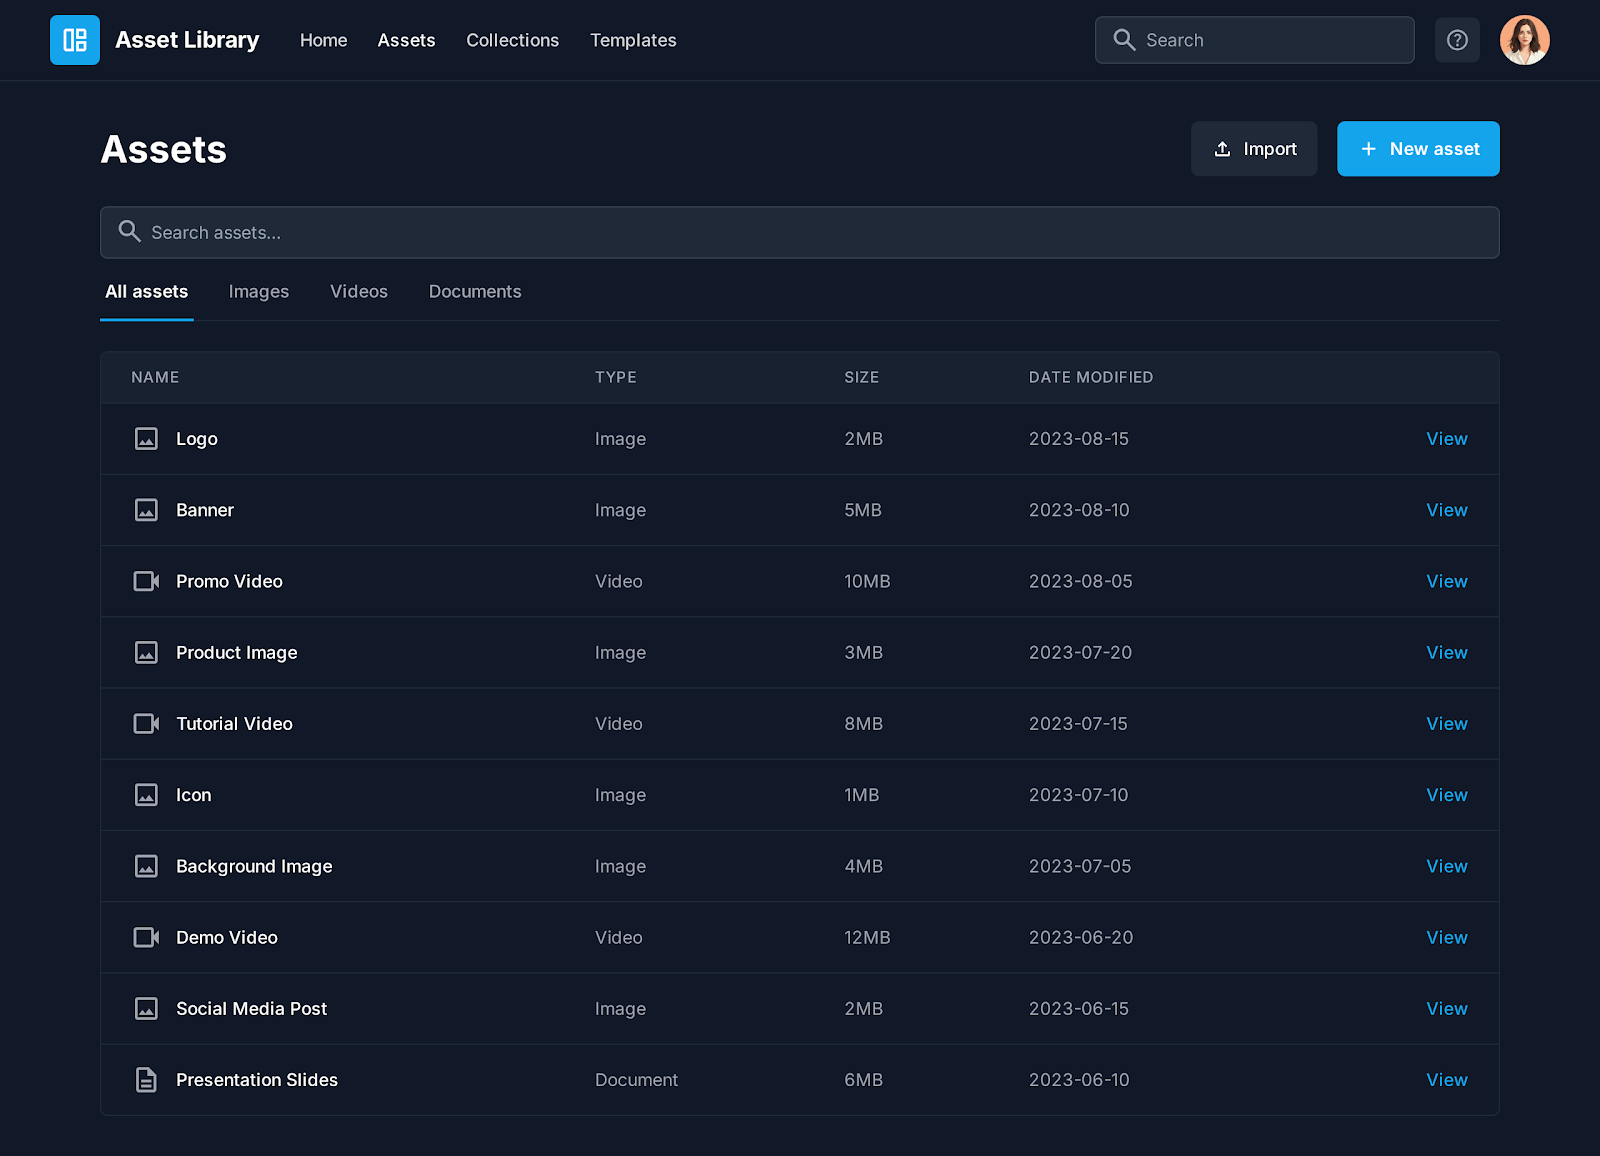 Asset Library Home Assets Collections Templates Search
Assets Import New asset
Search assets...
All assets Images Videos Documents
NAME TYPE SIZE DATE MODIFIED
Logo Image 2MB 2023-08-15 View
Banner Image 5MB 2023-08-10 View
Promo Video Video 10MB 2023-08-05 View
Product Image Image 3MB 2023-07-20 View
Tutorial Video Video 8MB 2023-07-15 View
Icon Image 1MB 2023-07-10 View
Background Image Image 4MB 2023-07-05 View
Demo Video Video 12MB 2023-06-20 View
Social Media Post Image 2MB 2023-06-15 View
Presentation Slides Document 6MB 2023-06-10 View